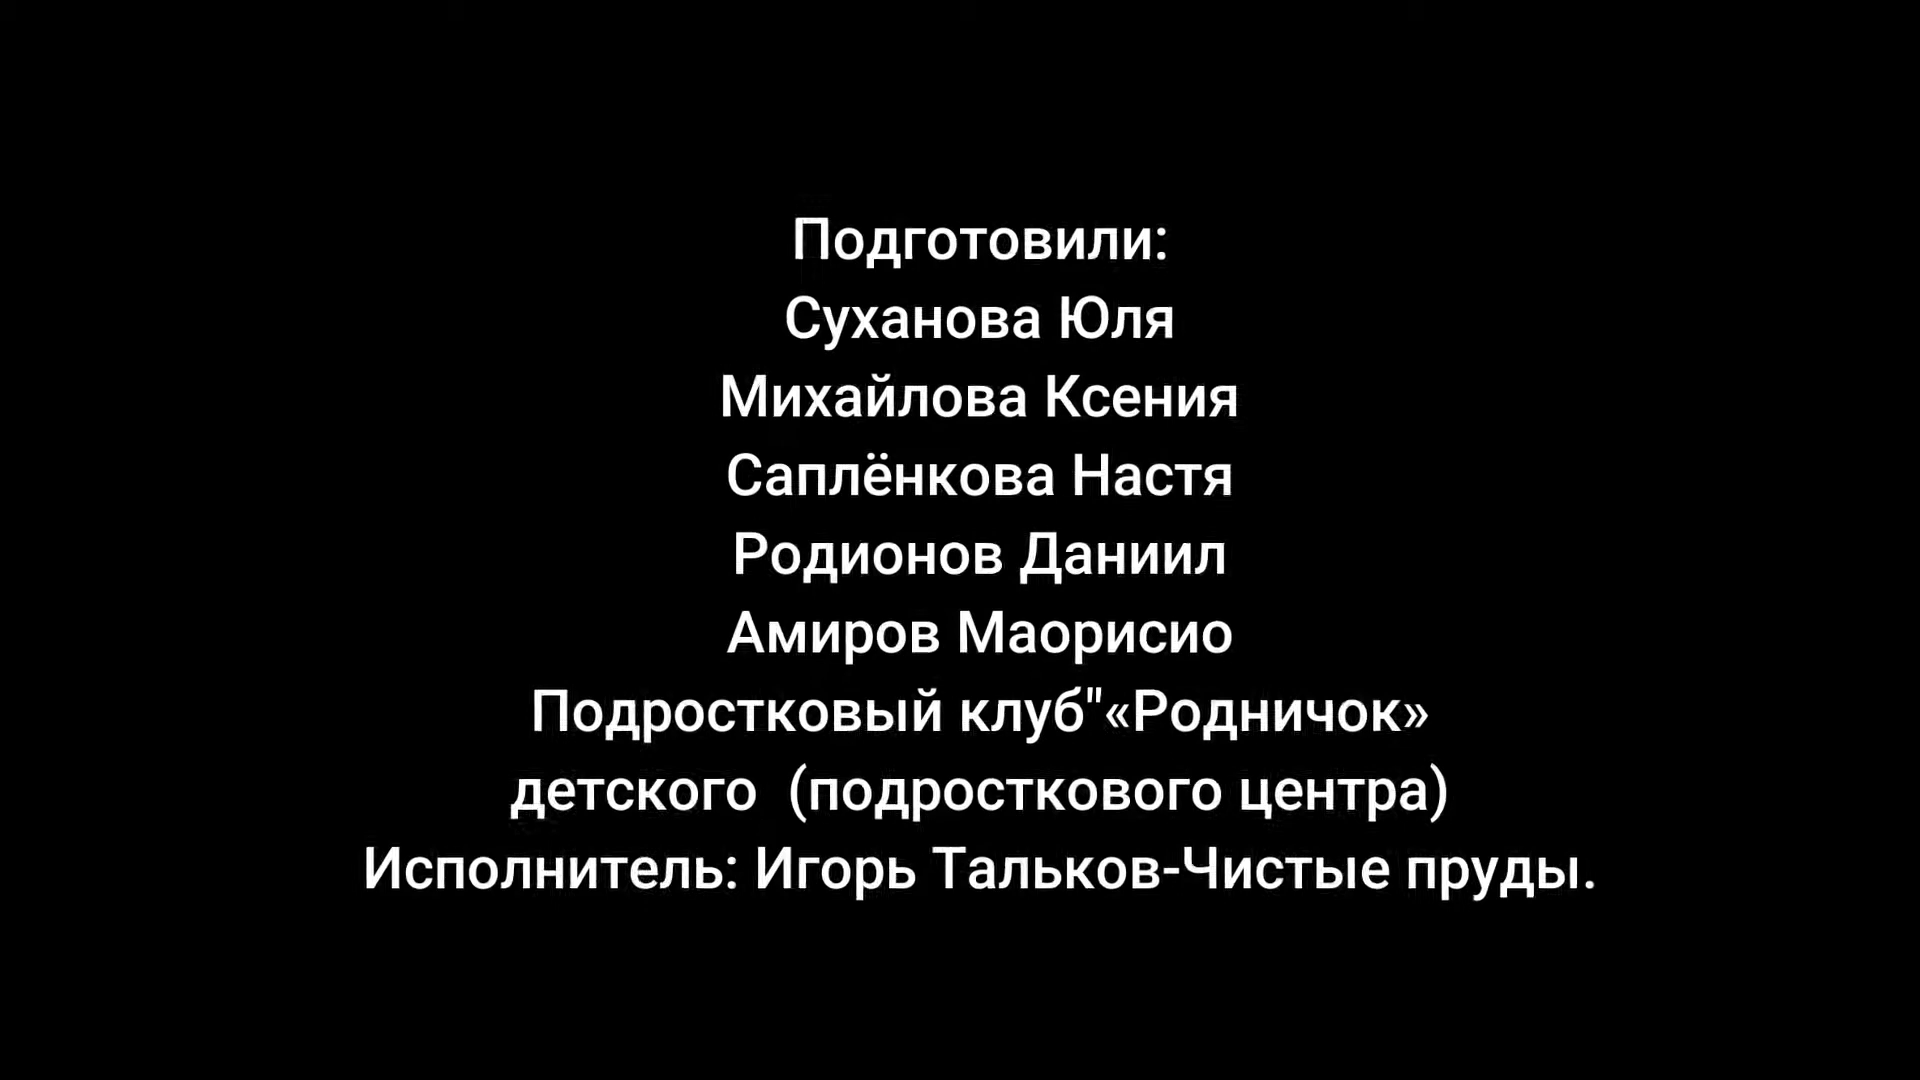 Подготовили:
Суханова Юля
Михайлова Ксения
Саплёнкова Настя
Родионов Даниил
Амиров Маорисио
Подростковый клуб"«Родничок»
детского  (подросткового центра)
Исполнитель: Игорь Тальков-Чистые пруды.